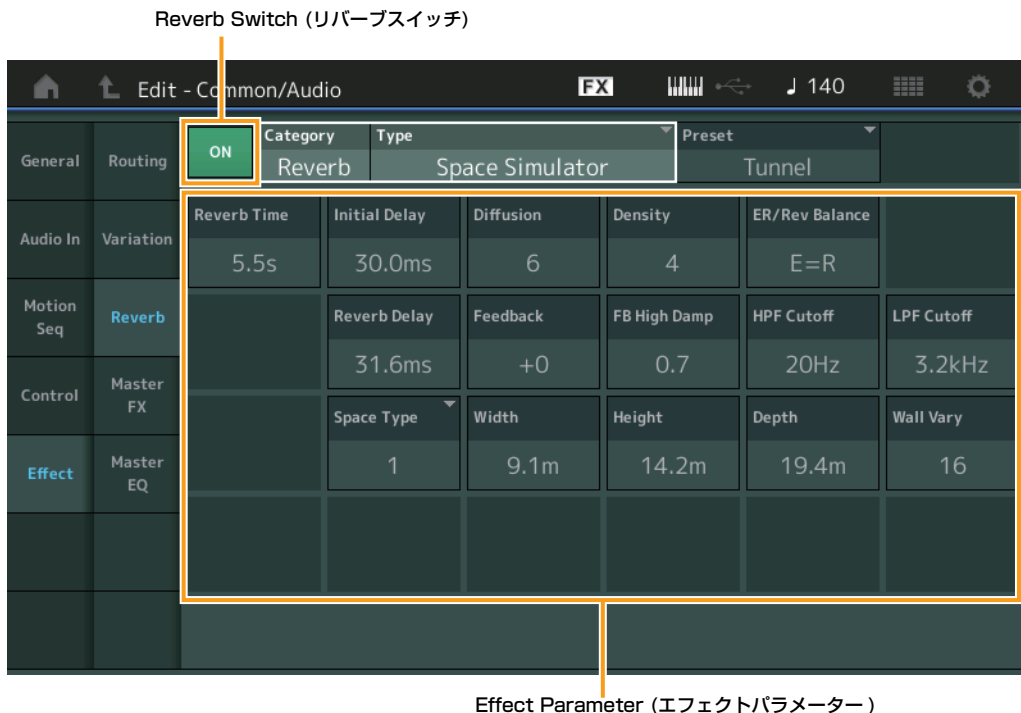 Reverb Switch (リバーブスイッチ)
Edit - Common/Audio
FX
♩ 140
General
Routing
ON
Category
Reverb
Type
Space Simulator
Preset
Tunnel
Audio In
Variation
Reverb Time
5.5s
Initial Delay
30.0ms
Diffusion
6
Density
4
ER/Rev Balance
E=R
Motion
Seq
Reverb
Reverb Delay
31.6ms
Feedback
+0
FB High Damp
0.7
HPF Cutoff
20Hz
LPF Cutoff
3.2kHz
Control
Master
FX
Space Type
1
Width
9.1m
Height
14.2m
Depth
19.4m
Wall Vary
16
Effect
Master
EQ
Effect Parameter (エフェクトパラメーター)